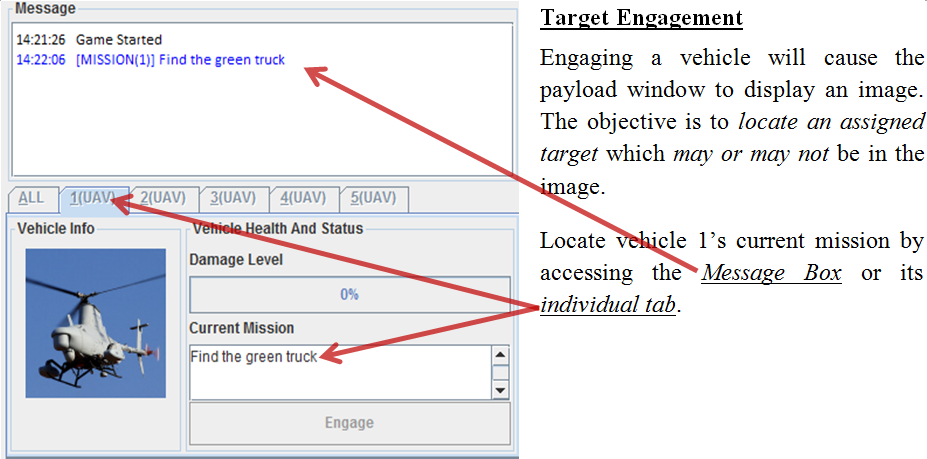 Message
14:21:26 Game Started
14:22:06 [MISSION(1)] Find the green truck
ALL 1(UAV) 2(UAV) 3(UAV) 4(UAV) 5(UAV)
Vehicle Info
Vehicle Health And Status
Damage Level
0%
Current Mission
Find the green truck
Engage
Target Engagement
Engaging a vehicle will cause the
payload window to display an image.
The objective is to locate an assigned
target which may or may not be in the
image.
Locate vehicle 1’s current mission by
accessing the Message Box or its
individual tab.